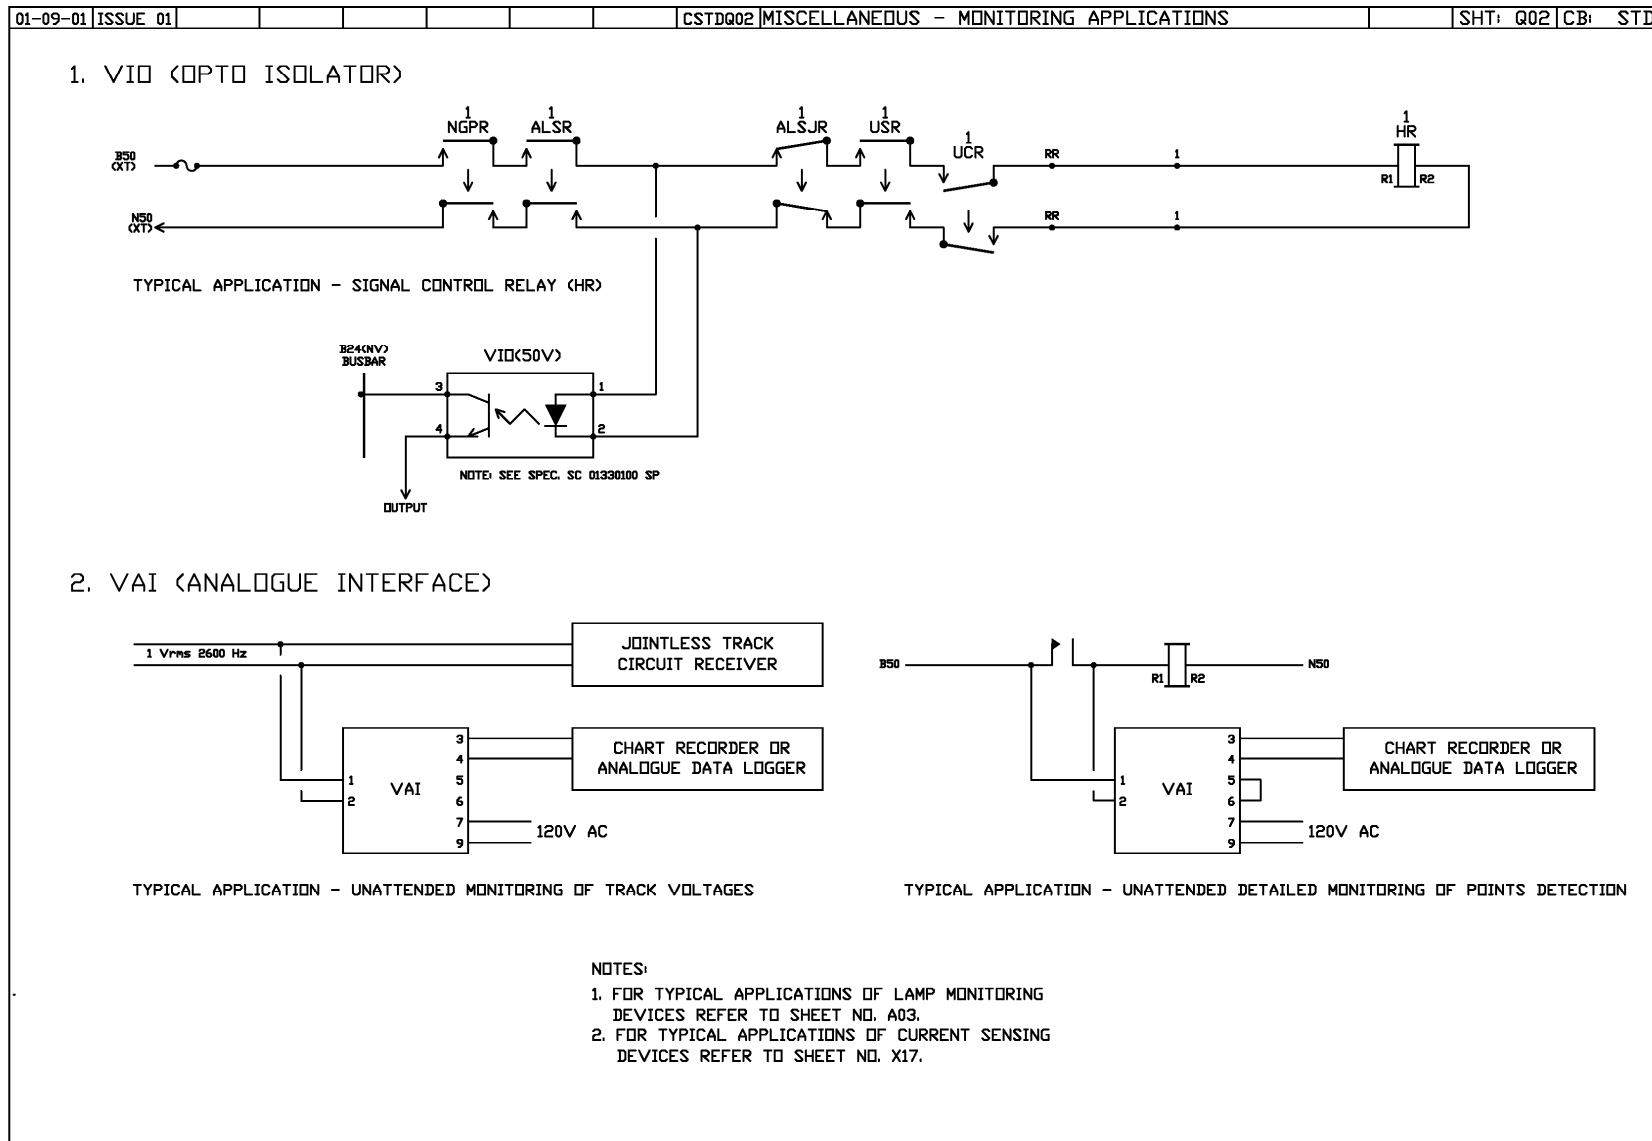 01-09-01 ISSUE 01 CSTDQ02 MISCELLANEOUS - MONITORING APPLICATIONS SHT: Q02 CB: STD
1. VIO (OPTO ISOLATOR)
1 1 1 1 1 1
NGPR ALSR ALSJR USR UCR HR
B50 RR 1
(XT) R1 R2
N50 RR 1
(XT)
TYPICAL APPLICATION - SIGNAL CONTROL RELAY (HR)
B24(NV)
BUSBAR
VIO(50V)
3 1
4 2
NOTE: SEE SPEC. SC 01330100 SP
OUTPUT
2. VAI (ANALOGUE INTERFACE)
1 Vrms 2600 Hz
JOINTLESS TRACK
CIRCUIT RECEIVER
3
4
1 5
2 6
7
9
VAI
CHART RECORDER OR
ANALOGUE DATA LOGGER
120V AC
TYPICAL APPLICATION - UNATTENDED MONITORING OF TRACK VOLTAGES
B50 N50
R1 R2
3
4
1 5
2 6
7
9
VAI
CHART RECORDER OR
ANALOGUE DATA LOGGER
120V AC
TYPICAL APPLICATION - UNATTENDED DETAILED MONITORING OF POINTS DETECTION
NOTES:
1. FOR TYPICAL APPLICATIONS OF LAMP MONITORING
DEVICES REFER TO SHEET NO. A03.
2. FOR TYPICAL APPLICATIONS OF CURRENT SENSING
DEVICES REFER TO SHEET NO. X17.